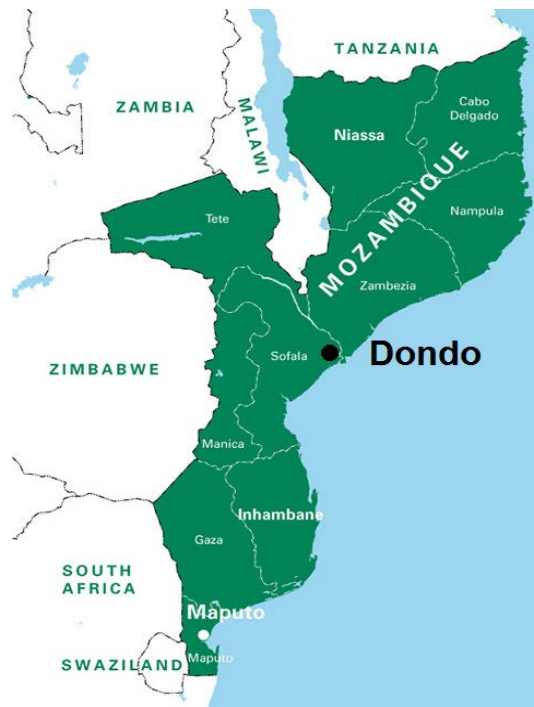 TANZANIA
ZAMBIA
MALAWI
Cabo
Delgado
Niassa
MOZAMBIQUE
Nampula
Tete
Zambezia
Sofala
Dondo
ZIMBABWE
Manica
Inhambane
Gaza
SOUTH
AFRICA
Maputo
Maputo
SWAZILAND